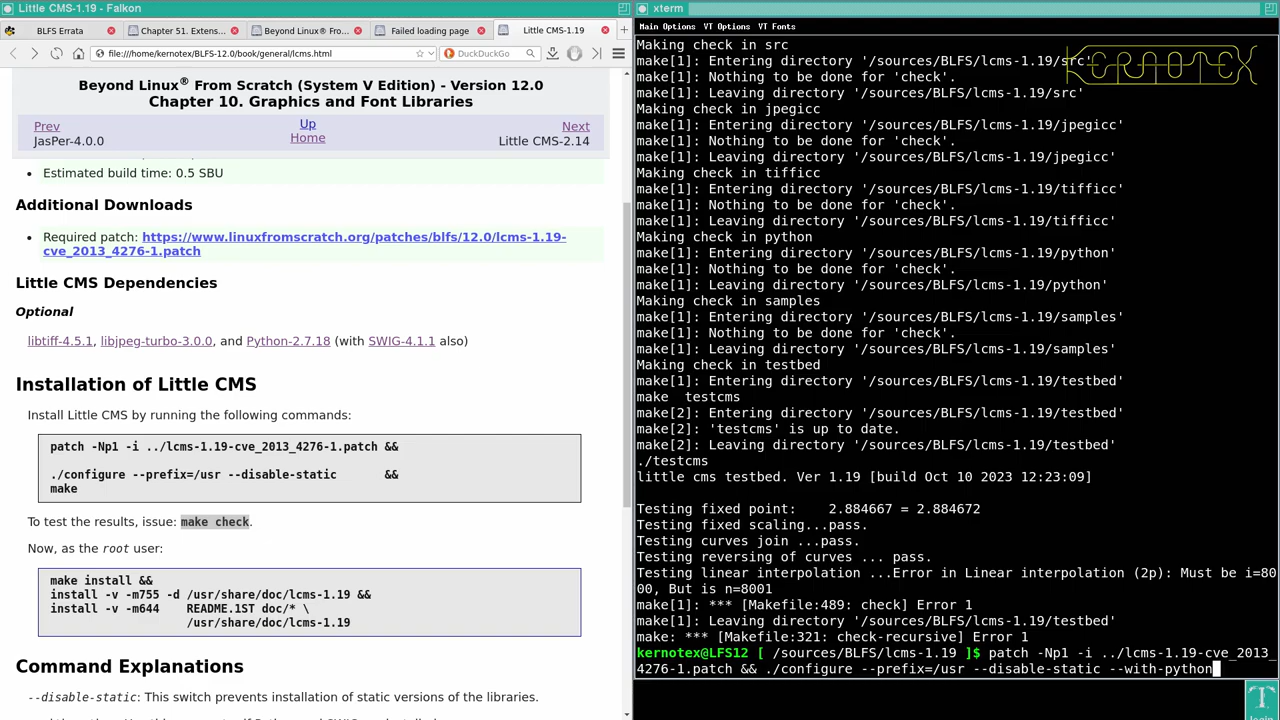 Little CMS-1.19 - Falkon
BLFS Errata
Chapter 51. Extens...
Beyond Linux® Fro...
Failed loading page
Little CMS-1.19
file:///home/kernotex/BLFS-12.0/book/general/lcms.html
DuckDuckGo
Beyond Linux® From Scratch (System V Edition) - Version 12.0
Chapter 10. Graphics and Font Libraries
Prev
Up
Next
JasPer-4.0.0
Home
Little CMS-2.14
Estimated build time: 0.5 SBU
Additional Downloads
Required patch: https://www.linuxfromscratch.org/patches/blfs/12.0/lcms-1.19-
cve_2013_4276-1.patch
Little CMS Dependencies
Optional
libtiff-4.5.1, libjpeg-turbo-3.0.0, and Python-2.7.18 (with SWIG-4.1.1 also)
Installation of Little CMS
Install Little CMS by running the following commands:
patch -Np1 -i ../lcms-1.19-cve_2013_4276-1.patch &&
./configure --prefix=/usr --disable-static &&
make
To test the results, issue: make check.
Now, as the root user:
make install &&
install -v -m755 -d /usr/share/doc/lcms-1.19 &&
install -v -m644 README.1ST doc/* \
/usr/share/doc/lcms-1.19
Command Explanations
--disable-static: This switch prevents installation of static versions of the libraries.
xterm
Main Options VT Options VT Fonts
KERNOTEX
Making check in src
make[1]: Entering directory '/sources/BLFS/lcms-1.19/src'
make[1]: Nothing to be done for 'check'.
make[1]: Leaving directory '/sources/BLFS/lcms-1.19/src'
Making check in jpegicc
make[1]: Entering directory '/sources/BLFS/lcms-1.19/jpegicc'
make[1]: Nothing to be done for 'check'.
make[1]: Leaving directory '/sources/BLFS/lcms-1.19/jpegicc'
Making check in tifficc
make[1]: Entering directory '/sources/BLFS/lcms-1.19/tifficc'
make[1]: Nothing to be done for 'check'.
make[1]: Leaving directory '/sources/BLFS/lcms-1.19/tifficc'
Making check in python
make[1]: Entering directory '/sources/BLFS/lcms-1.19/python'
make[1]: Nothing to be done for 'check'.
make[1]: Leaving directory '/sources/BLFS/lcms-1.19/python'
Making check in samples
make[1]: Entering directory '/sources/BLFS/lcms-1.19/samples'
make[1]: Nothing to be done for 'check'.
make[1]: Leaving directory '/sources/BLFS/lcms-1.19/samples'
Making check in testbed
make[1]: Entering directory '/sources/BLFS/lcms-1.19/testbed'
make  testcms
make[2]: Entering directory '/sources/BLFS/lcms-1.19/testbed'
make[2]: 'testcms' is up to date.
make[2]: Leaving directory '/sources/BLFS/lcms-1.19/testbed'
./testcms
little cms testbed. Ver 1.19 [build Oct 10 2023 12:23:09]
Testing fixed point:    2.884667 = 2.884672
Testing fixed scaling...pass.
Testing curves join ...pass.
Testing reversing of curves ... pass.
Testing linear interpolation ...Error in Linear interpolation (2p): Must be i=80
00, But is n=8001
make[1]: *** [Makefile:489: check] Error 1
make[1]: Leaving directory '/sources/BLFS/lcms-1.19/testbed'
make: *** [Makefile:321: check-recursive] Error 1
kernotex@LFS12 [ /sources/BLFS/lcms-1.19 ]$ patch -Np1 -i ../lcms-1.19-cve_2013_
4276-1.patch && ./configure --prefix=/usr --disable-static --with-python
login